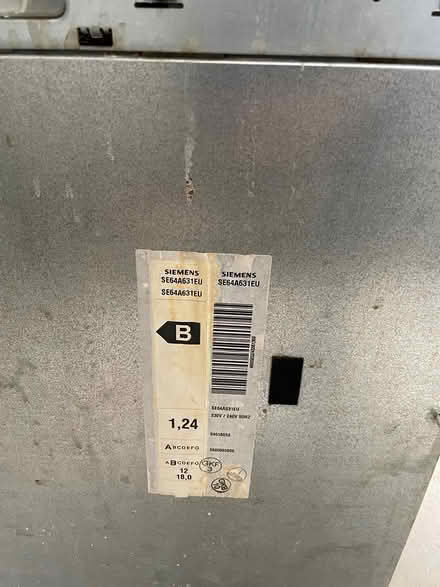 SIEMENS
SE64A631EU
SE64A631EU
B
1,24
ABCDEFG
ABCDEFG
12
18,0
SIEMENS
SE64A631EU
SE64A631EU
230V / 240V 50HZ